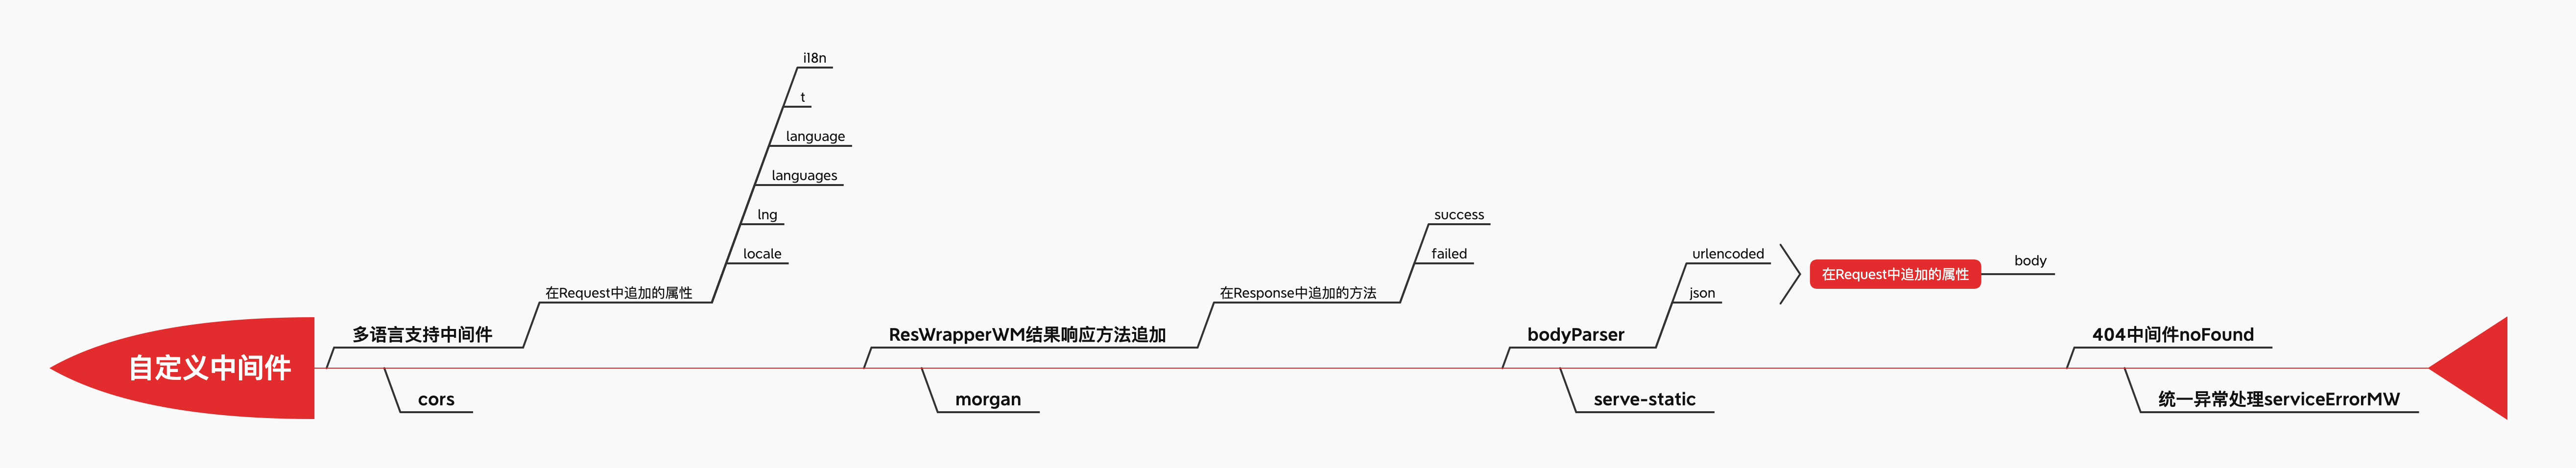 自定义中间件
多语言支持中间件
在Request中追加的属性
i18n
t
language
languages
lng
locale
cors
ResWrapperWM结果响应方法追加
在Response中追加的方法
success
failed
morgan
bodyParser
urlencoded
json
在Request中追加的属性
body
serve-static
404中间件noFound
统一异常处理serviceErrorMW